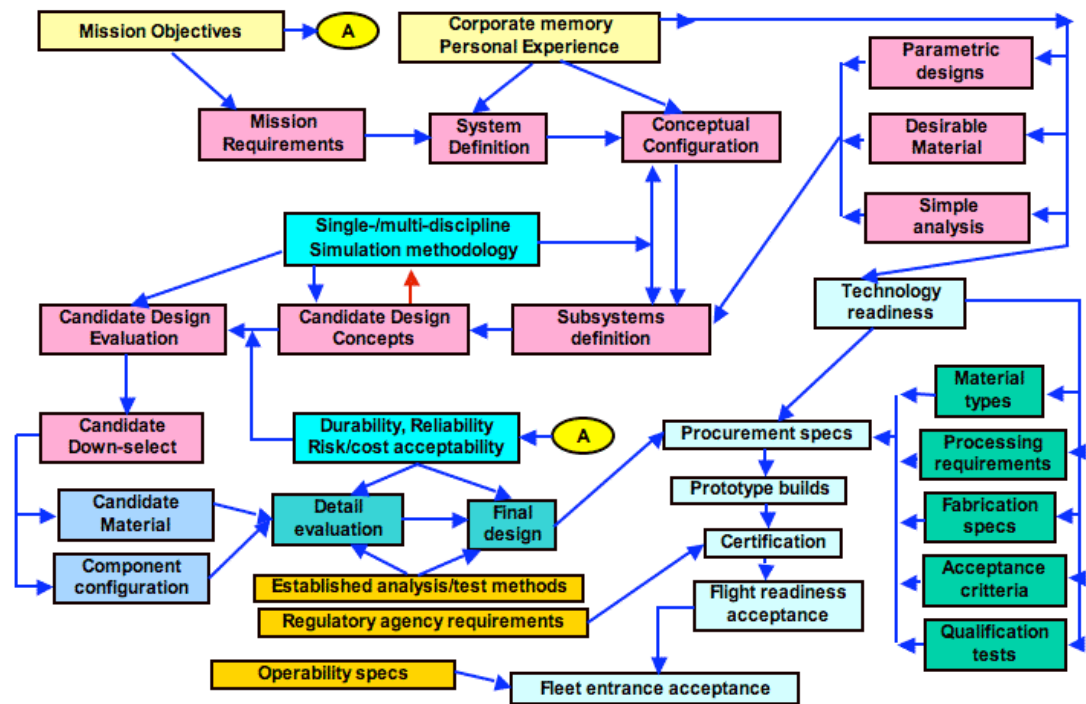 Mission Objectives
A
Corporate memory
Personal Experience
Parametric
designs
Mission
Requirements
System
Definition
Conceptual
Configuration
Desirable
Material
Simple
analysis
Single-/multi-discipline
Simulation methodology
Technology
readiness
Candidate Design
Evaluation
Candidate Design
Concepts
Subsystems
definition
Material
types
Candidate
Down-select
Durability, Reliability
Risk/cost acceptability
A
Procurement specs
Processing
requirements
Candidate
Material
Detail
evaluation
Final
design
Prototype builds
Fabrication
specs
Component
configuration
Established analysis/test methods
Certification
Acceptance
critteria
Regulatory agency requirements
Flight readiness
acceptance
Qualification
tests
Operability specs
Fleet entrance acceptance